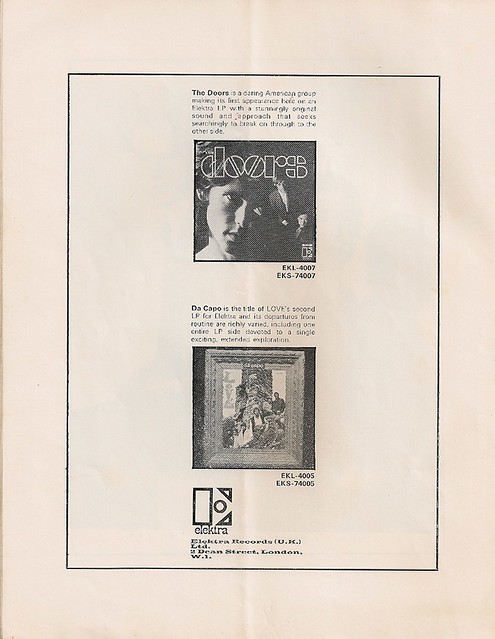 The Doors is a daring American group
making its first appearance here on an
Elektra LP with a stunningly original
sound and approach that seeks
searchingly to break on through to the
other side.
the
doors
EKL-4007
EKS-74007
Da Capo is the title of LOVE's second
LP for Elektra and its departures from
routine are richly varied, including one
entire LP side devoted to a single
exciting, extended exploration.
da capo
LOVE
EKL-4005
EKS-74005
elektra
Elektra Records (U.K.)
Ltd.
2 Dean Street, London,
W.1.